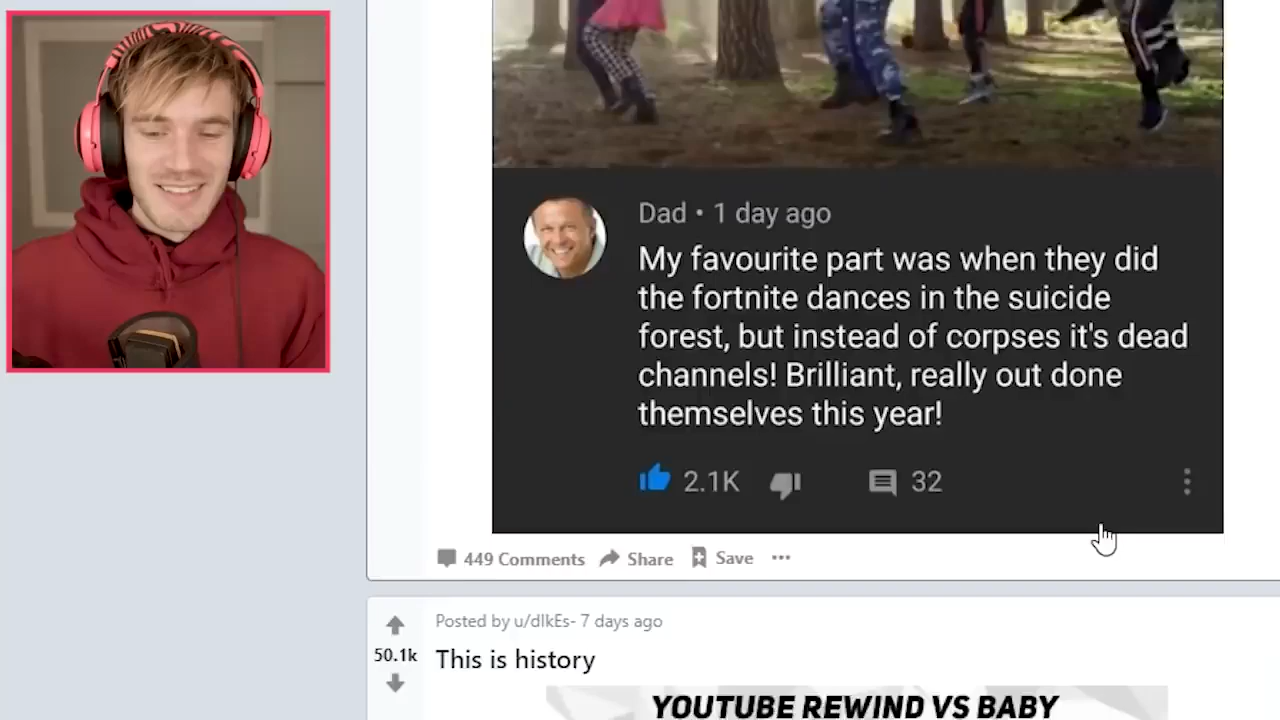 Dad • 1 day ago
My favourite part was when they did
the fortnite dances in the suicide
forest, but instead of corpses it's dead
channels! Brilliant, really out done
themselves this year!
2.1K 32
449 Comments Share Save •••
Posted by u/dlkEs- 7 days ago
50.1k This is history
YOUTUBE REWIND VS BABY